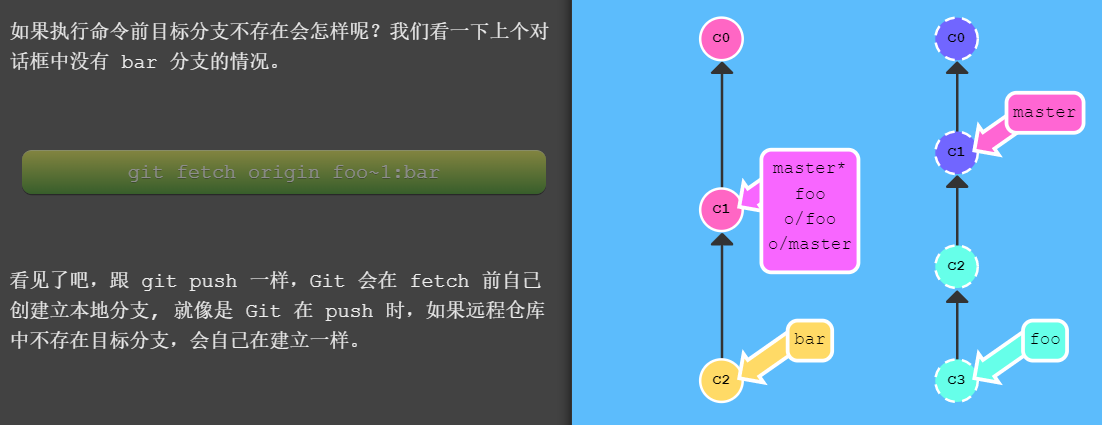 如果执行命令前目标分支不存在会怎样呢？我们看一下上个对
话框中没有 bar 分支的情况。
git fetch origin foo~1:bar
看见了吧，跟 git push 一样，Git 会在 fetch 前自己
创建立本地分支, 就像是 Git 在 push 时，如果远程仓库
中不存在目标分支，会自己在建立一样。
C0
C1
master*
foo
o/foo
o/master
C2
bar
C0
master
C1
C2
foo
C3